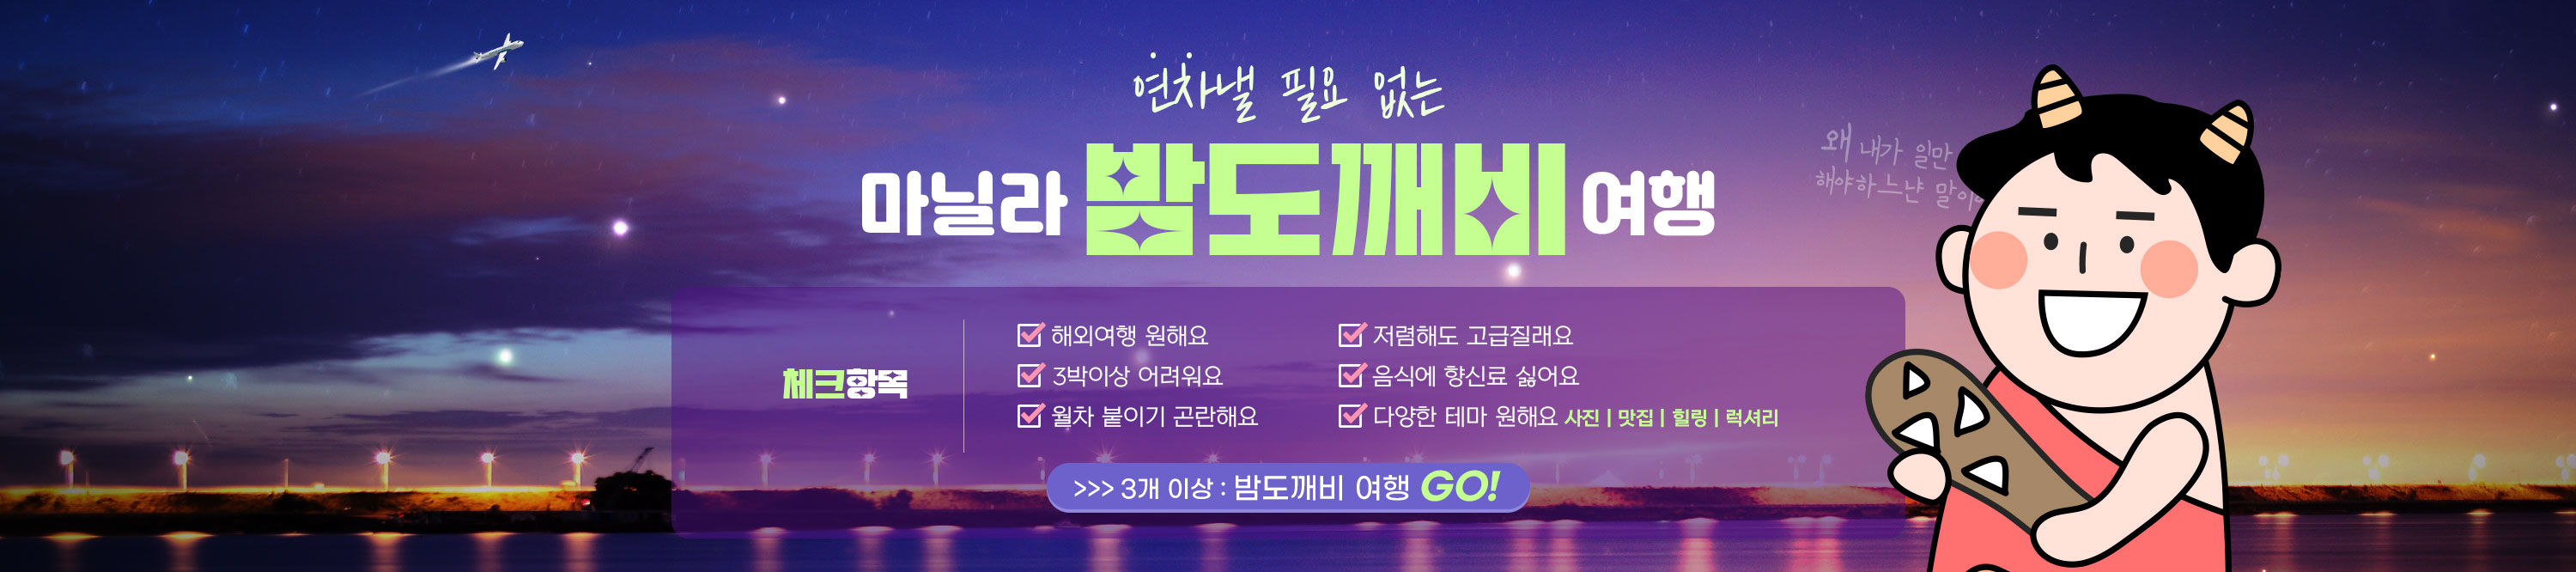 연차낼 필요 없는
마닐라 밤도깨비 여행
왜 내가 일만
해야하느냔 말이
체크항목
해외여행 원해요
3박이상 어려워요
월차 붙이기 곤란해요
저렴해도 고급질래요
음식에 향신료 싫어요
다양한 테마 원해요 사진 | 맛집 | 힐링 | 럭셔리
>>> 3개 이상 : 밤도깨비 여행 GO!